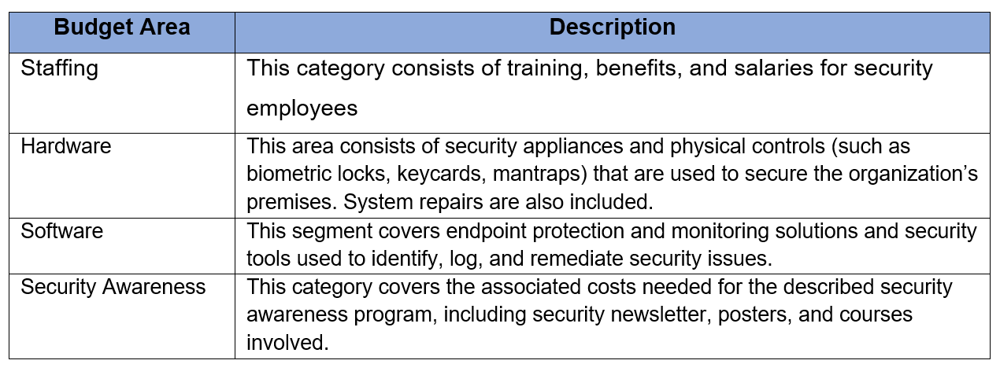 Budget Area
Description
Staffing
This category consists of training, benefits, and salaries for security
employees
Hardware
This area consists of security appliances and physical controls (such as
biometric locks, keycards, mantraps) that are used to secure the organization’s
premises. System repairs are also included.
Software
This segment covers endpoint protection and monitoring solutions and security
tools used to identify, log, and remediate security issues.
Security Awareness
This category covers the associated costs needed for the described security
awareness program, including security newsletter, posters, and courses
involved.